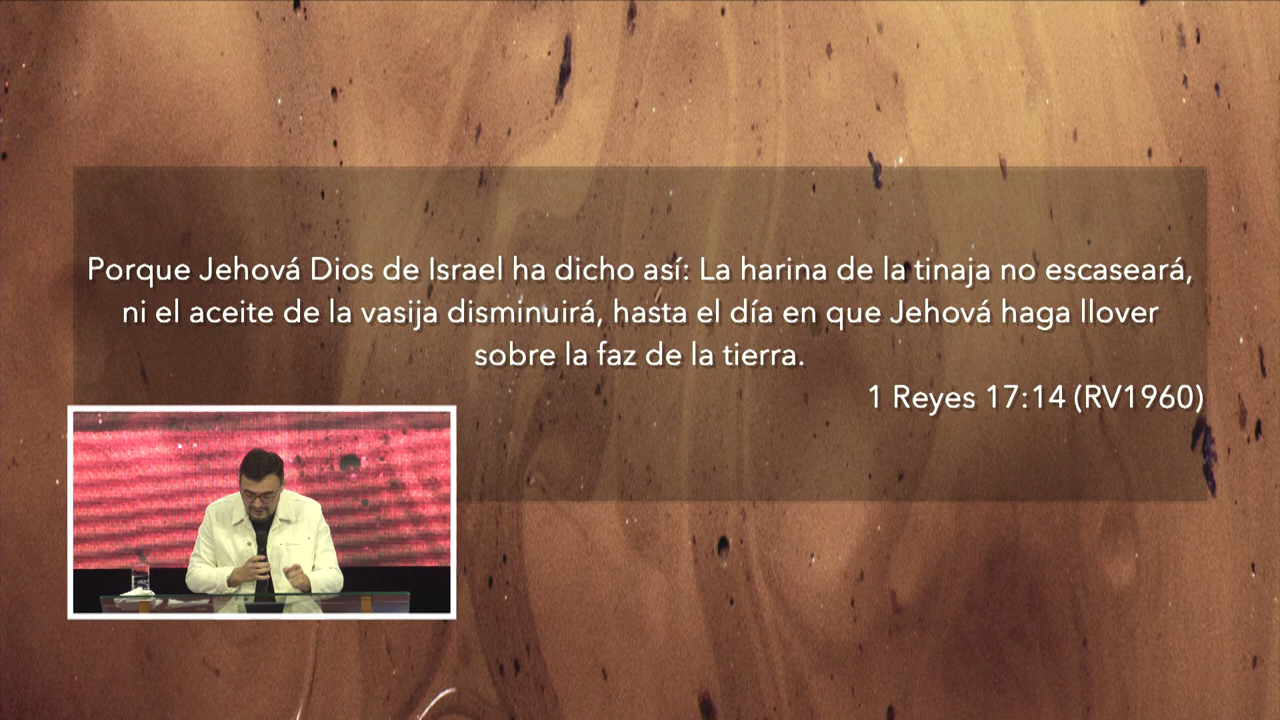 Porque Jehová Dios de Israel ha dicho así: La harina de la tinaja no escaseará,
ni el aceite de la vasija disminuirá, hasta el día en que Jehová haga llover
sobre la faz de la tierra.
1 Reyes 17:14 (RV1960)